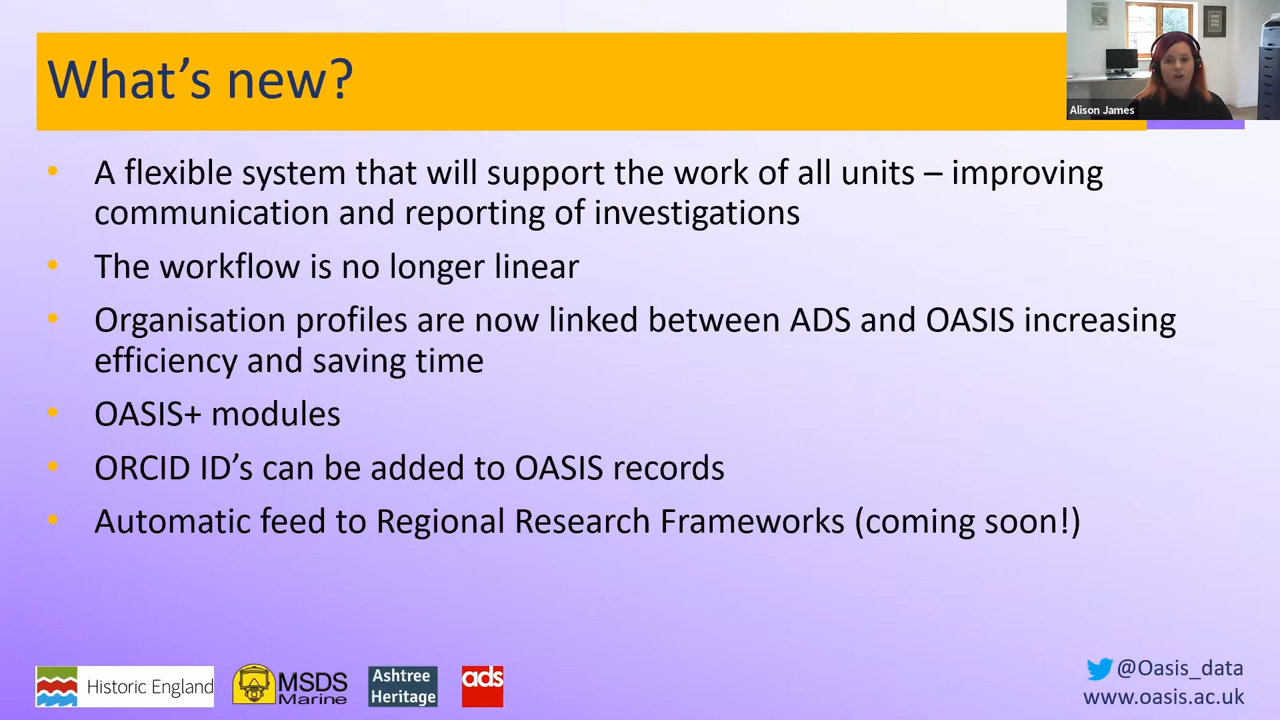 What's new?
Alison James
• A flexible system that will support the work of all units – improving
communication and reporting of investigations
• The workflow is no longer linear
• Organisation profiles are now linked between ADS and OASIS increasing
efficiency and saving time
• OASIS+ modules
• ORCID ID's can be added to OASIS records
• Automatic feed to Regional Research Frameworks (coming soon!)
Historic England
MSDS
Marine
Ashtree
Heritage
ads
@Oasis_data
www.oasis.ac.uk